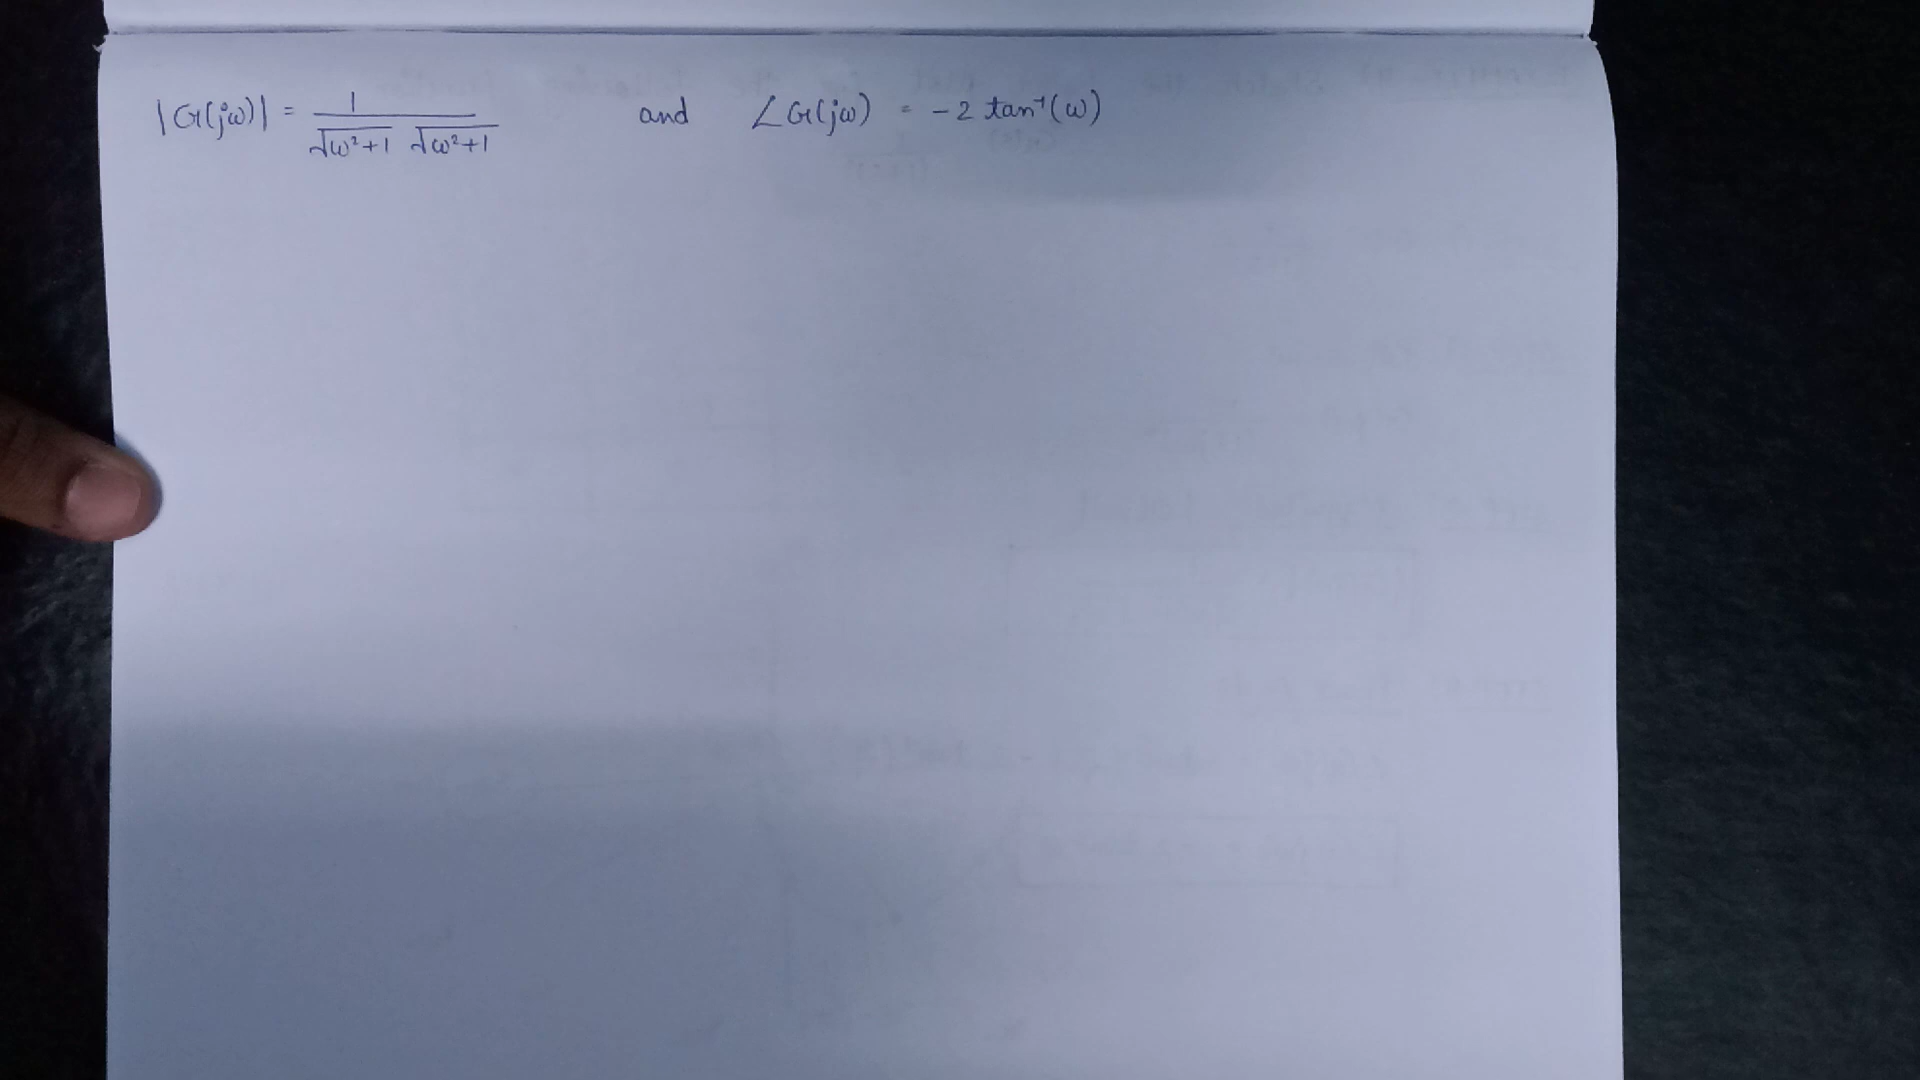 |G(jω)| = 1 / √ω²+1 √ω²+1 and ∠G(jω) = -2 tan⁻¹(ω)